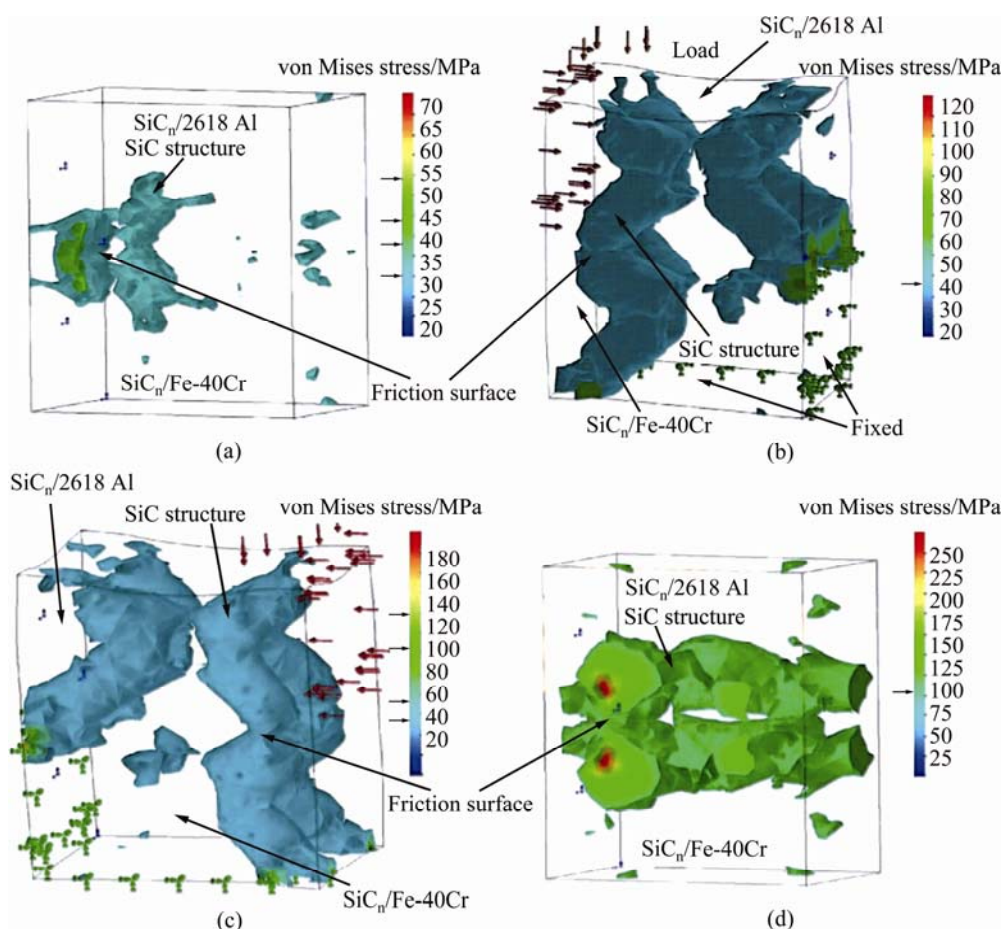 (a)
von Mises stress/MPa
SiCn/2618 Al
SiC structure
70
65
60
55
50
45
40
35
30
25
20
SiCn/Fe-40Cr
Friction surface
(b)
SiCn/2618 Al
Load
von Mises stress/MPa
120
100
90
80
70
60
50
40
30
20
SiC structure
SiCn/Fe-40Cr
Fixed
(c)
SiCn/2618 Al
SiC structure
von Mises stress/MPa
180
160
140
120
100
80
60
40
20
Friction surface
SiCn/Fe-40Cr
(d)
von Mises stress/MPa
SiCn/2618 Al
SiC structure
250
225
200
175
150
125
100
75
50
25
SiCn/Fe-40Cr